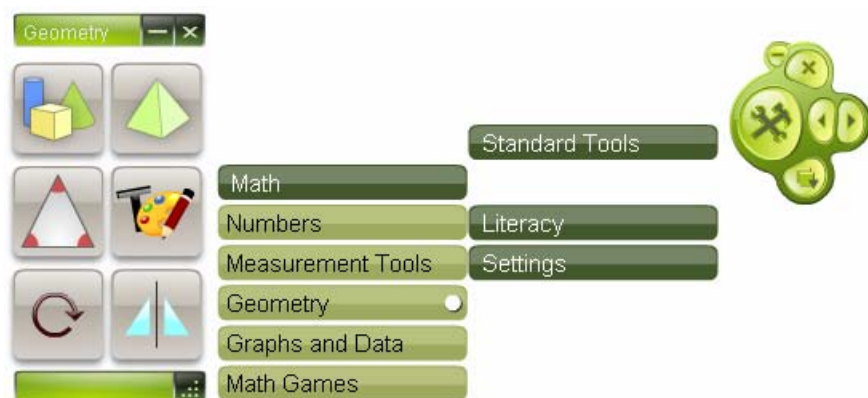 Geometry
Standard Tools
Math
Numbers
Literacy
Measurement Tools
Settings
Geometry
Graphs and Data
Math Games